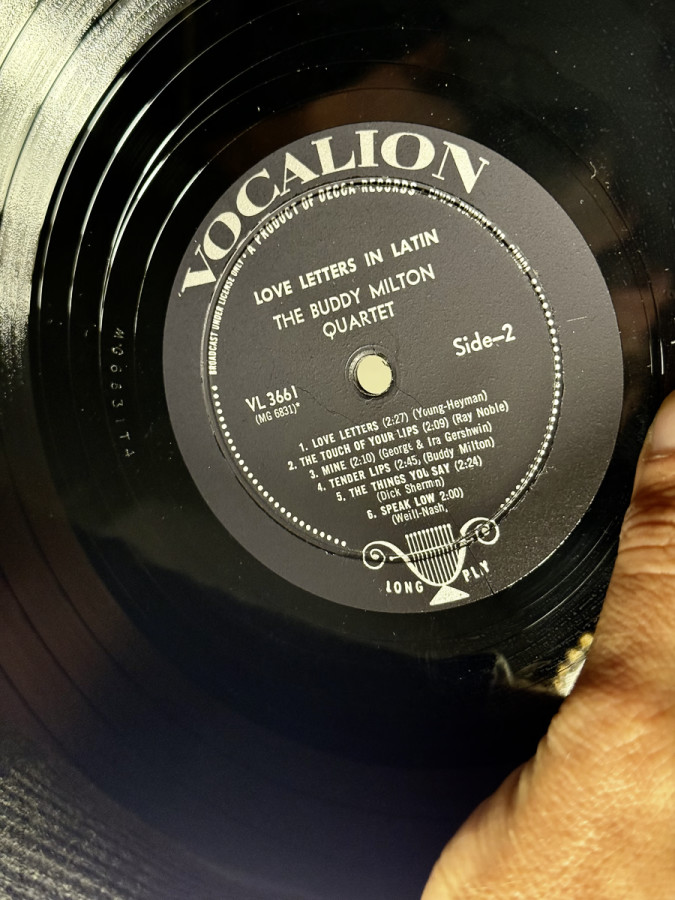 VOCALION
BROADCAST UNDER LICENSE ONLY • A PRODUCT OF DECCA RECORDS
LOVE LETTERS IN LATIN
THE BUDDY MILTON
QUARTET
Side–2
VL 3661
(MG 6831)*
1. LOVE LETTERS (2:27) (Young-Heyman)
2. THE TOUCH OF YOUR LIPS (2:09) (Ray Noble)
3. MINE (2:10) (George & Ira Gershwin)
4. TENDER LIPS (2:45, (Buddy Milton)
5. THE THINGS YOU SAY (2:24)
(Dick Sherman)
6. SPEAK LOW 2:00)
(Weill-Nash,
LONG PLY